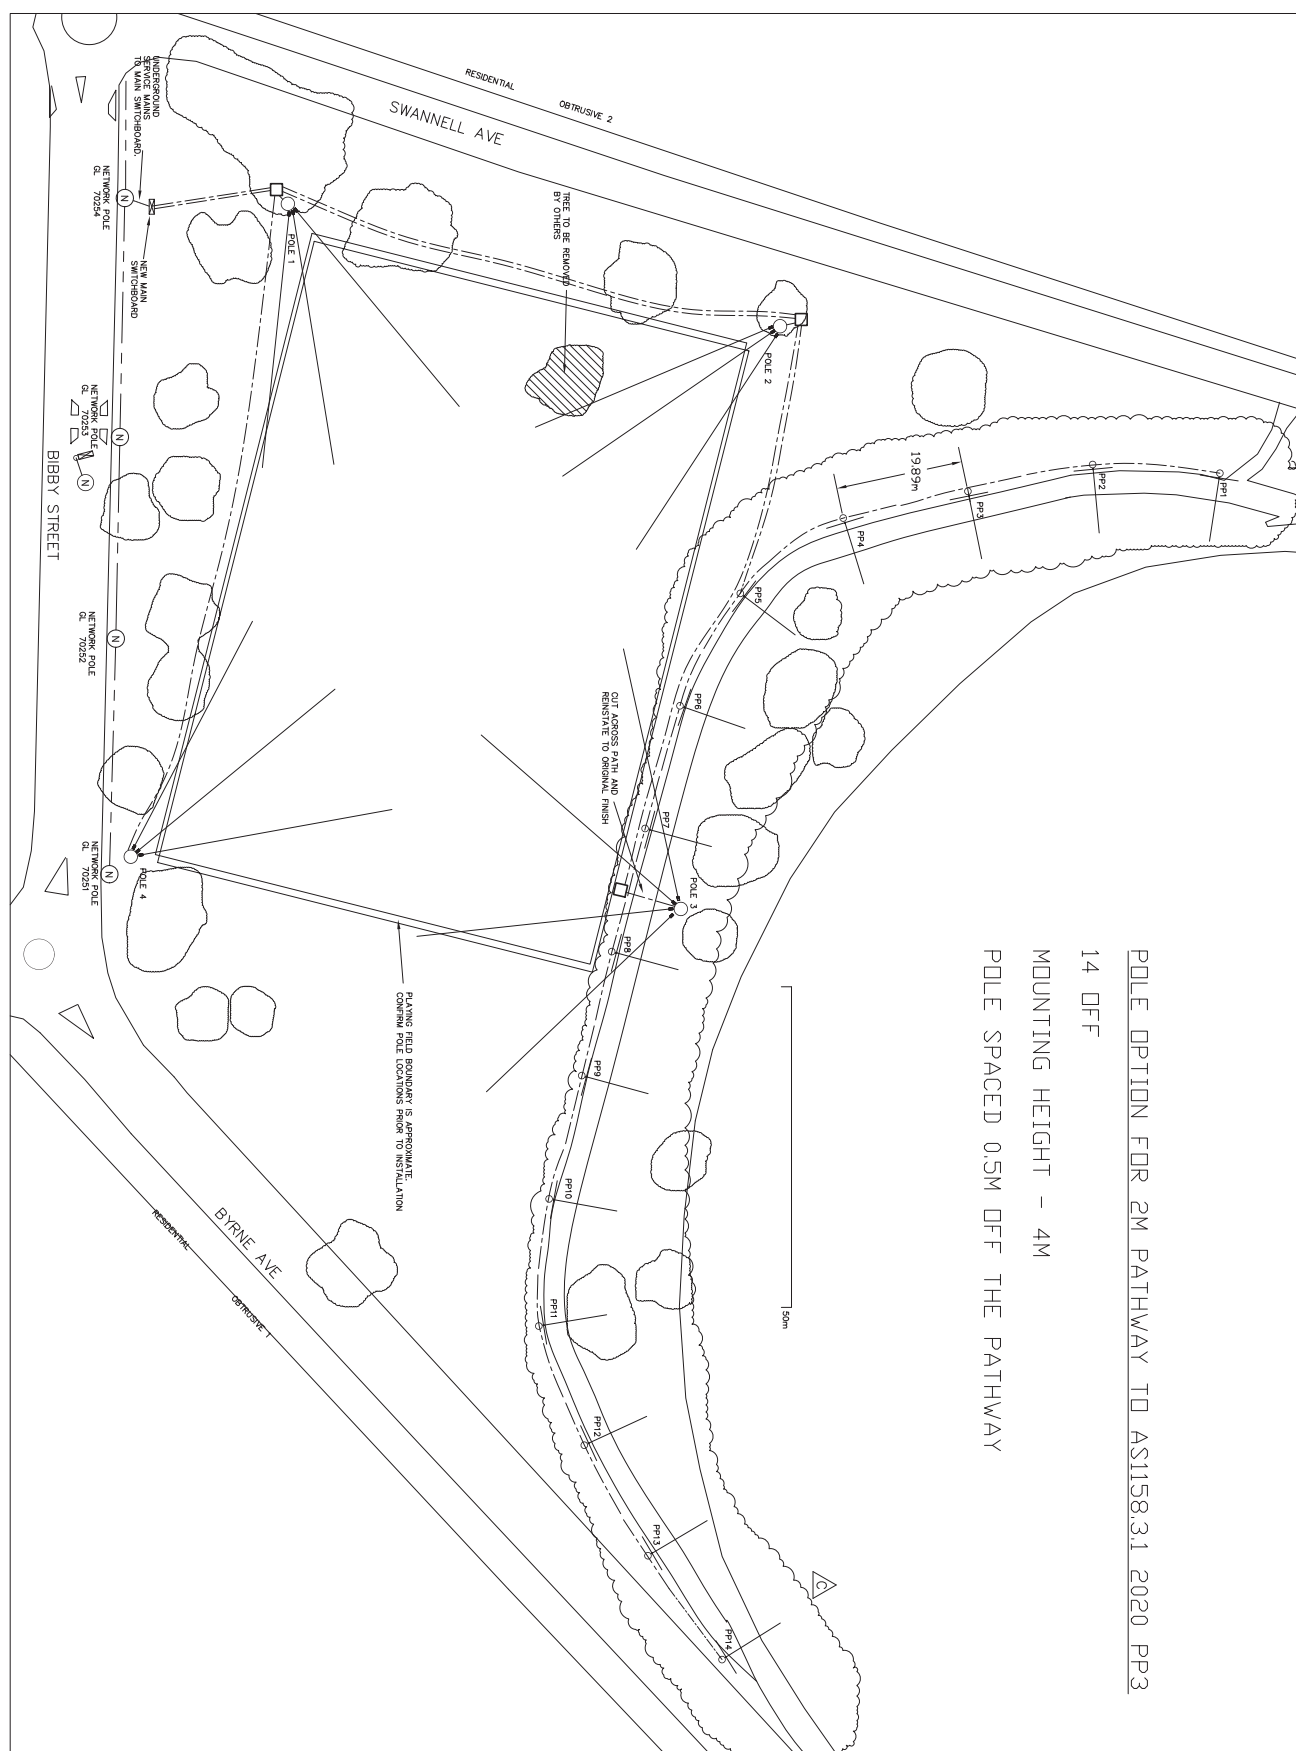 POLE OPTION FOR 2M PATHWAY TO AS1158.3.1 2020 PP3
14 OFF
MOUNTING HEIGHT - 4M
POLE SPACED 0.5M OFF THE PATHWAY
RESIDENTIAL
OBTRUSIVE 2
SWANNELL AVE
UNDERGROUND
SERVICE MAINS
TO MAIN SWITCHBOARD.
NETWORK POLE
GL 70254
N
NEW MAIN
SWITCHBOARD
POLE 1
TREE TO BE REMOVED
BY OTHERS
POLE 2
19.89m
PP1
PP2
PP3
PP4
PP5
PP6
PP7
PP8
PP9
PP10
PP11
PP12
PP13
PP14
NETWORK POLE
GL 70253
N
N
BIBBY STREET
NETWORK POLE
GL 70252
N
NETWORK POLE
GL 70251
N
POLE 4
CUT ACROSS PATH AND
REINSTATE TO ORIGINAL FINISH
POLE 3
PLAYING FIELD BOUNDARY IS APPROXIMATE.
CONFIRM POLE LOCATIONS PRIOR TO INSTALLATION
50m
BYRNE AVE
RESIDENTIAL
OBTRUSIVE 1
C